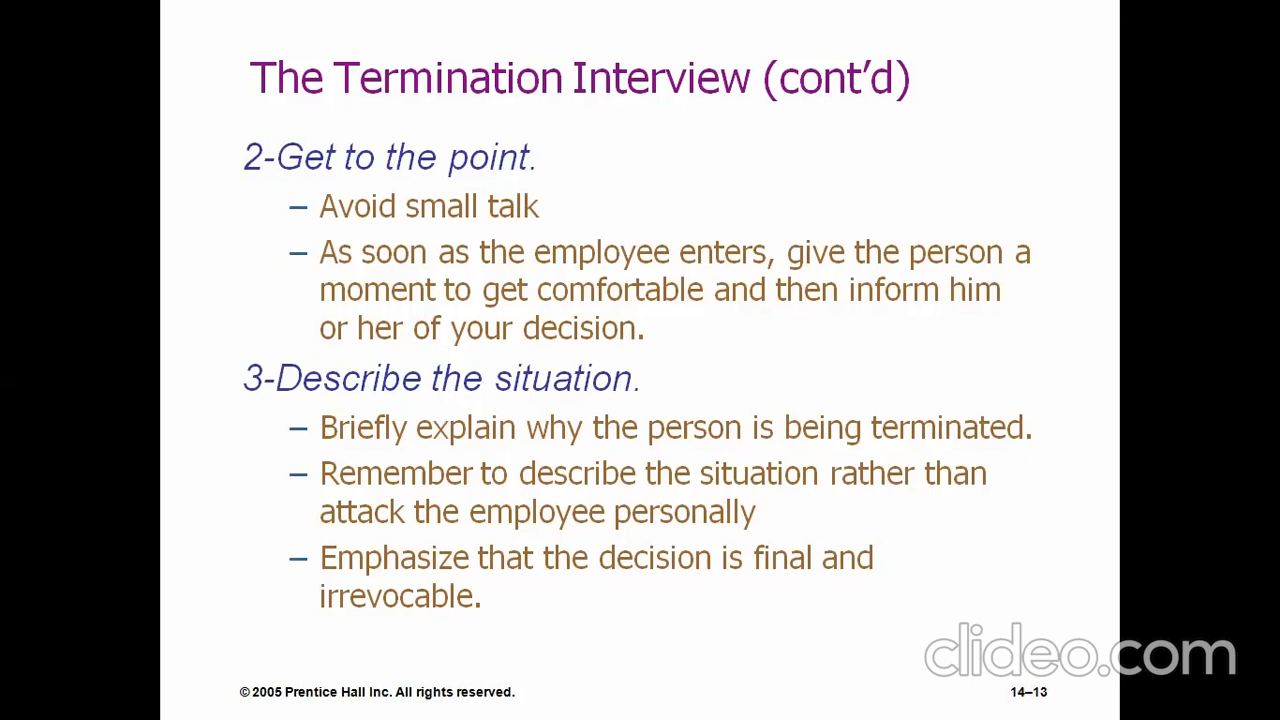 The Termination Interview (cont’d)
2-Get to the point.
– Avoid small talk
– As soon as the employee enters, give the person a
moment to get comfortable and then inform him
or her of your decision.
3-Describe the situation.
– Briefly explain why the person is being terminated.
– Remember to describe the situation rather than
attack the employee personally
– Emphasize that the decision is final and
irrevocable.
clideo.com
© 2005 Prentice Hall Inc. All rights reserved.
14–13